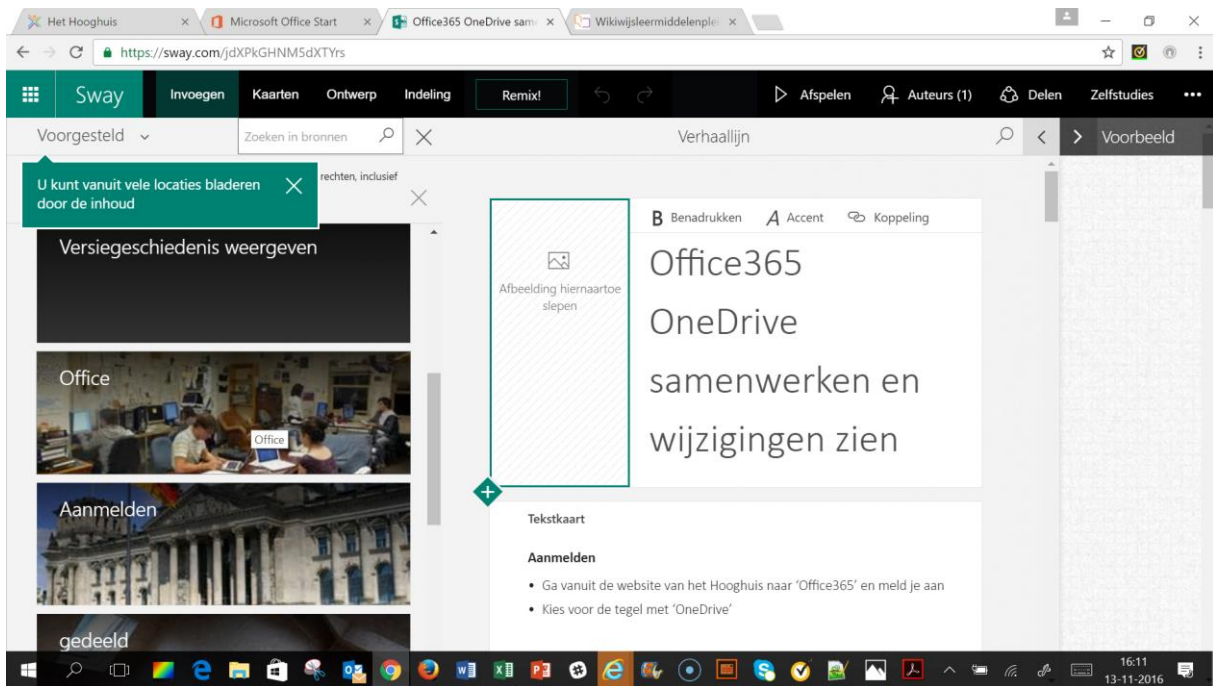 Het Hooghuis
Microsoft Office Start
Office365 OneDrive sam
Wikiwijsleermiddelenplei
https://sway.com/jdXPkGHNM5dXTYrs
Sway Invoegen Kaarten Ontwerp Indeling Remix! Afspelen Auteurs (1) Delen Zelfstudies
Voorgesteld
Zoeken in bronnen
Verhaallijn
Voorbeeld
U kunt vanuit vele locaties bladeren
door de inhoud
rechten, inclusief
Versiegeschiedenis weergeven
Office
Office
Aanmelden
gedeeld
Afbeelding hiernaartoe
slepen
B Benadrukken A Accent Koppeling
Office365
OneDrive
samenwerken en
wijzigingen zien
Tekstkaart
Aanmelden
• Ga vanuit de website van het Hooghuis naar ‘Office365’ en meld je aan
• Kies voor de tegel met ‘OneDrive’
16:11
13-11-2016